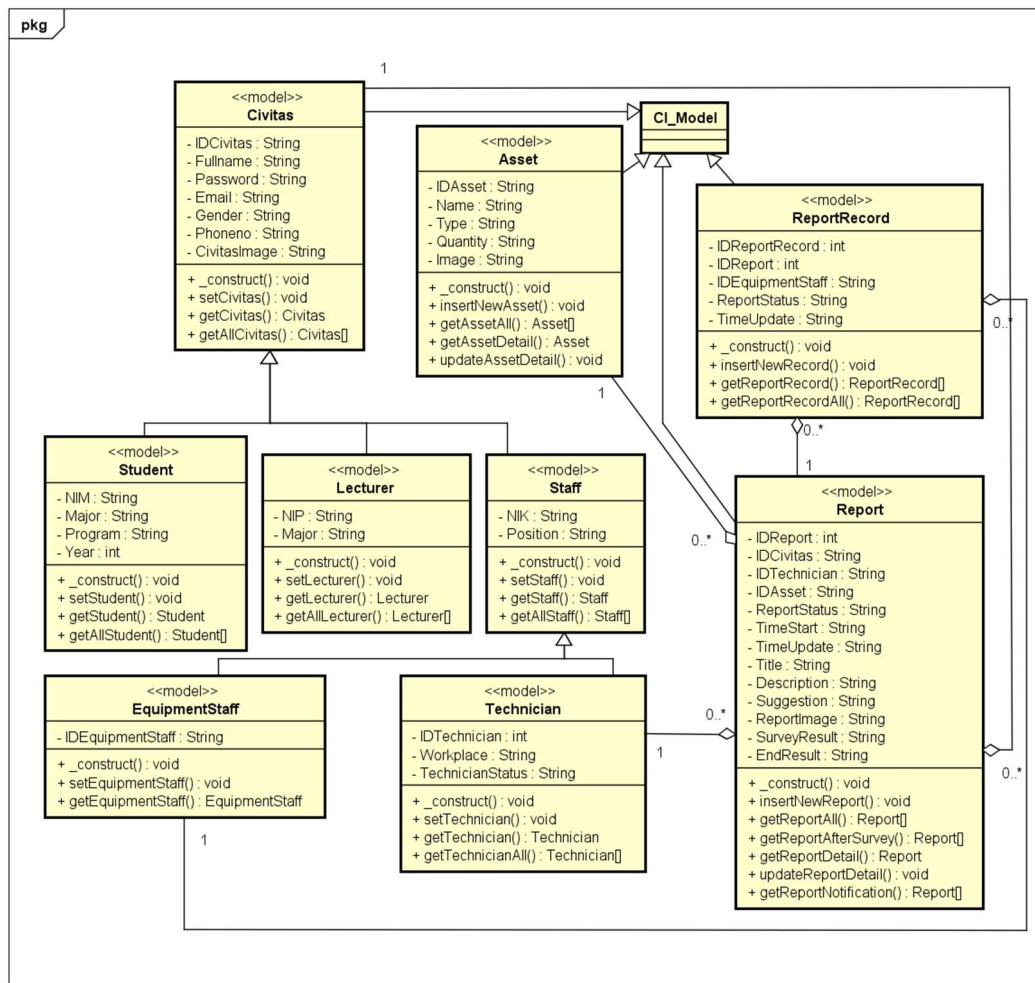 pkg
1
<<model>>
Civitas
- IDCivitas : String
- Fullname : String
- Password : String
- Email : String
- Gender : String
- Phoneno : String
- CivitasImage : String
+ _construct() : void
+ setCivitas() : void
+ getCivitas() : Civitas
+ getAllCivitas() : Civitas[]
CI_Model
<<model>>
Asset
- IDAsset : String
- Name : String
- Type : String
- Quantity : String
- Image : String
+ _construct() : void
+ insertNewAsset() : void
+ getAssetAll() : Asset[]
+ getAssetDetail() : Asset
+ updateAssetDetail() : void
1
<<model>>
ReportRecord
- IDReportRecord : int
- IDReport : int
- IDEquipmentStaff : String
- ReportStatus : String
- TimeUpdate : String
+ _construct() : void
+ insertNewRecord() : void
+ getReportRecord() : ReportRecord[]
+ getReportRecordAll() : ReportRecord[]
0..*
0..*
1
<<model>>
Student
- NIM : String
- Major : String
- Program : String
- Year : int
+ _construct() : void
+ setStudent() : void
+ getStudent() : Student
+ getAllStudent() : Student[]
<<model>>
Lecturer
- NIP : String
- Major : String
+ _construct() : void
+ setLecturer() : void
+ getLecturer() : Lecturer
+ getAllLecturer() : Lecturer[]
<<model>>
Staff
- NIK : String
- Position : String
+ _construct() : void
+ setStaff() : void
+ getStaff() : Staff
+ getAllStaff() : Staff[]
0..*
<<model>>
Report
- IDReport : int
- IDCivitas : String
- IDTechnician : String
- IDAsset : String
- ReportStatus : String
- TimeStart : String
- TimeUpdate : String
- Title : String
- Description : String
- Suggestion : String
- ReportImage : String
- SurveyResult : String
- EndResult : String
+ _construct() : void
+ insertNewReport() : void
+ getReportAll() : Report[]
+ getReportAfterSurvey() : Report[]
+ getReportDetail() : Report
+ updateReportDetail() : void
+ getReportNotification() : Report[]
0..*
<<model>>
EquipmentStaff
- IDEquipmentStaff : String
+ _construct() : void
+ setEquipmentStaff() : void
+ getEquipmentStaff() : EquipmentStaff
1
<<model>>
Technician
- IDTechnician : int
- Workplace : String
- TechnicianStatus : String
+ _construct() : void
+ setTechnician() : void
+ getTechnician() : Technician
+ getTechnicianAll() : Technician[]
0..*
1